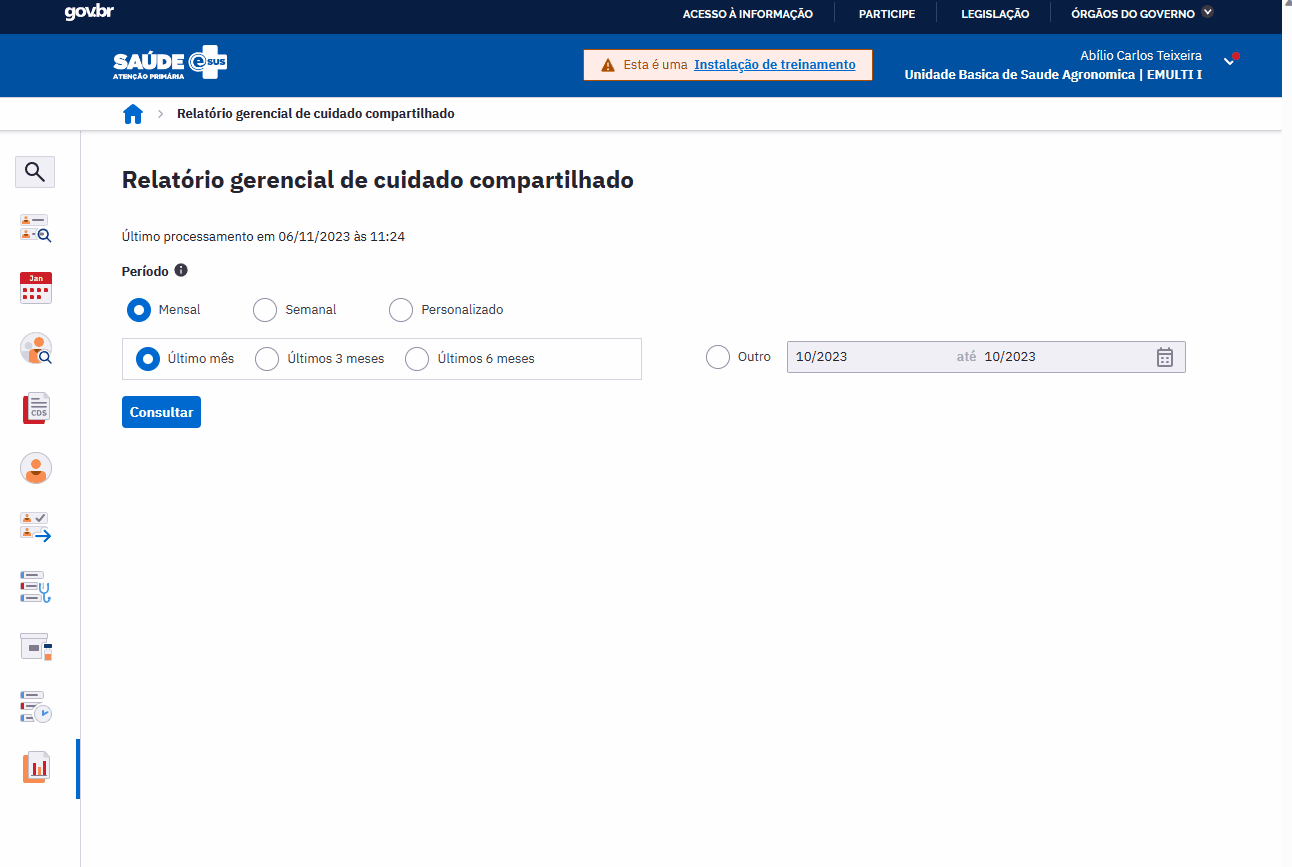 gov.br
ACESSO À INFORMAÇÃO PARTICIPE LEGISLAÇÃO ÓRGÃOS DO GOVERNO
SAÚDE e-SUS
ATENÇÃO PRIMÁRIA
Esta é uma Instalação de treinamento
Abílio Carlos Teixeira
Unidade Basica de Saude Agronomica | EMULTI I
Relatório gerencial de cuidado compartilhado
Relatório gerencial de cuidado compartilhado
Último processamento em 06/11/2023 às 11:24
Período
Mensal Semanal Personalizado
Último mês Últimos 3 meses Últimos 6 meses Outro 10/2023 até 10/2023
Consultar
Jan
CDS